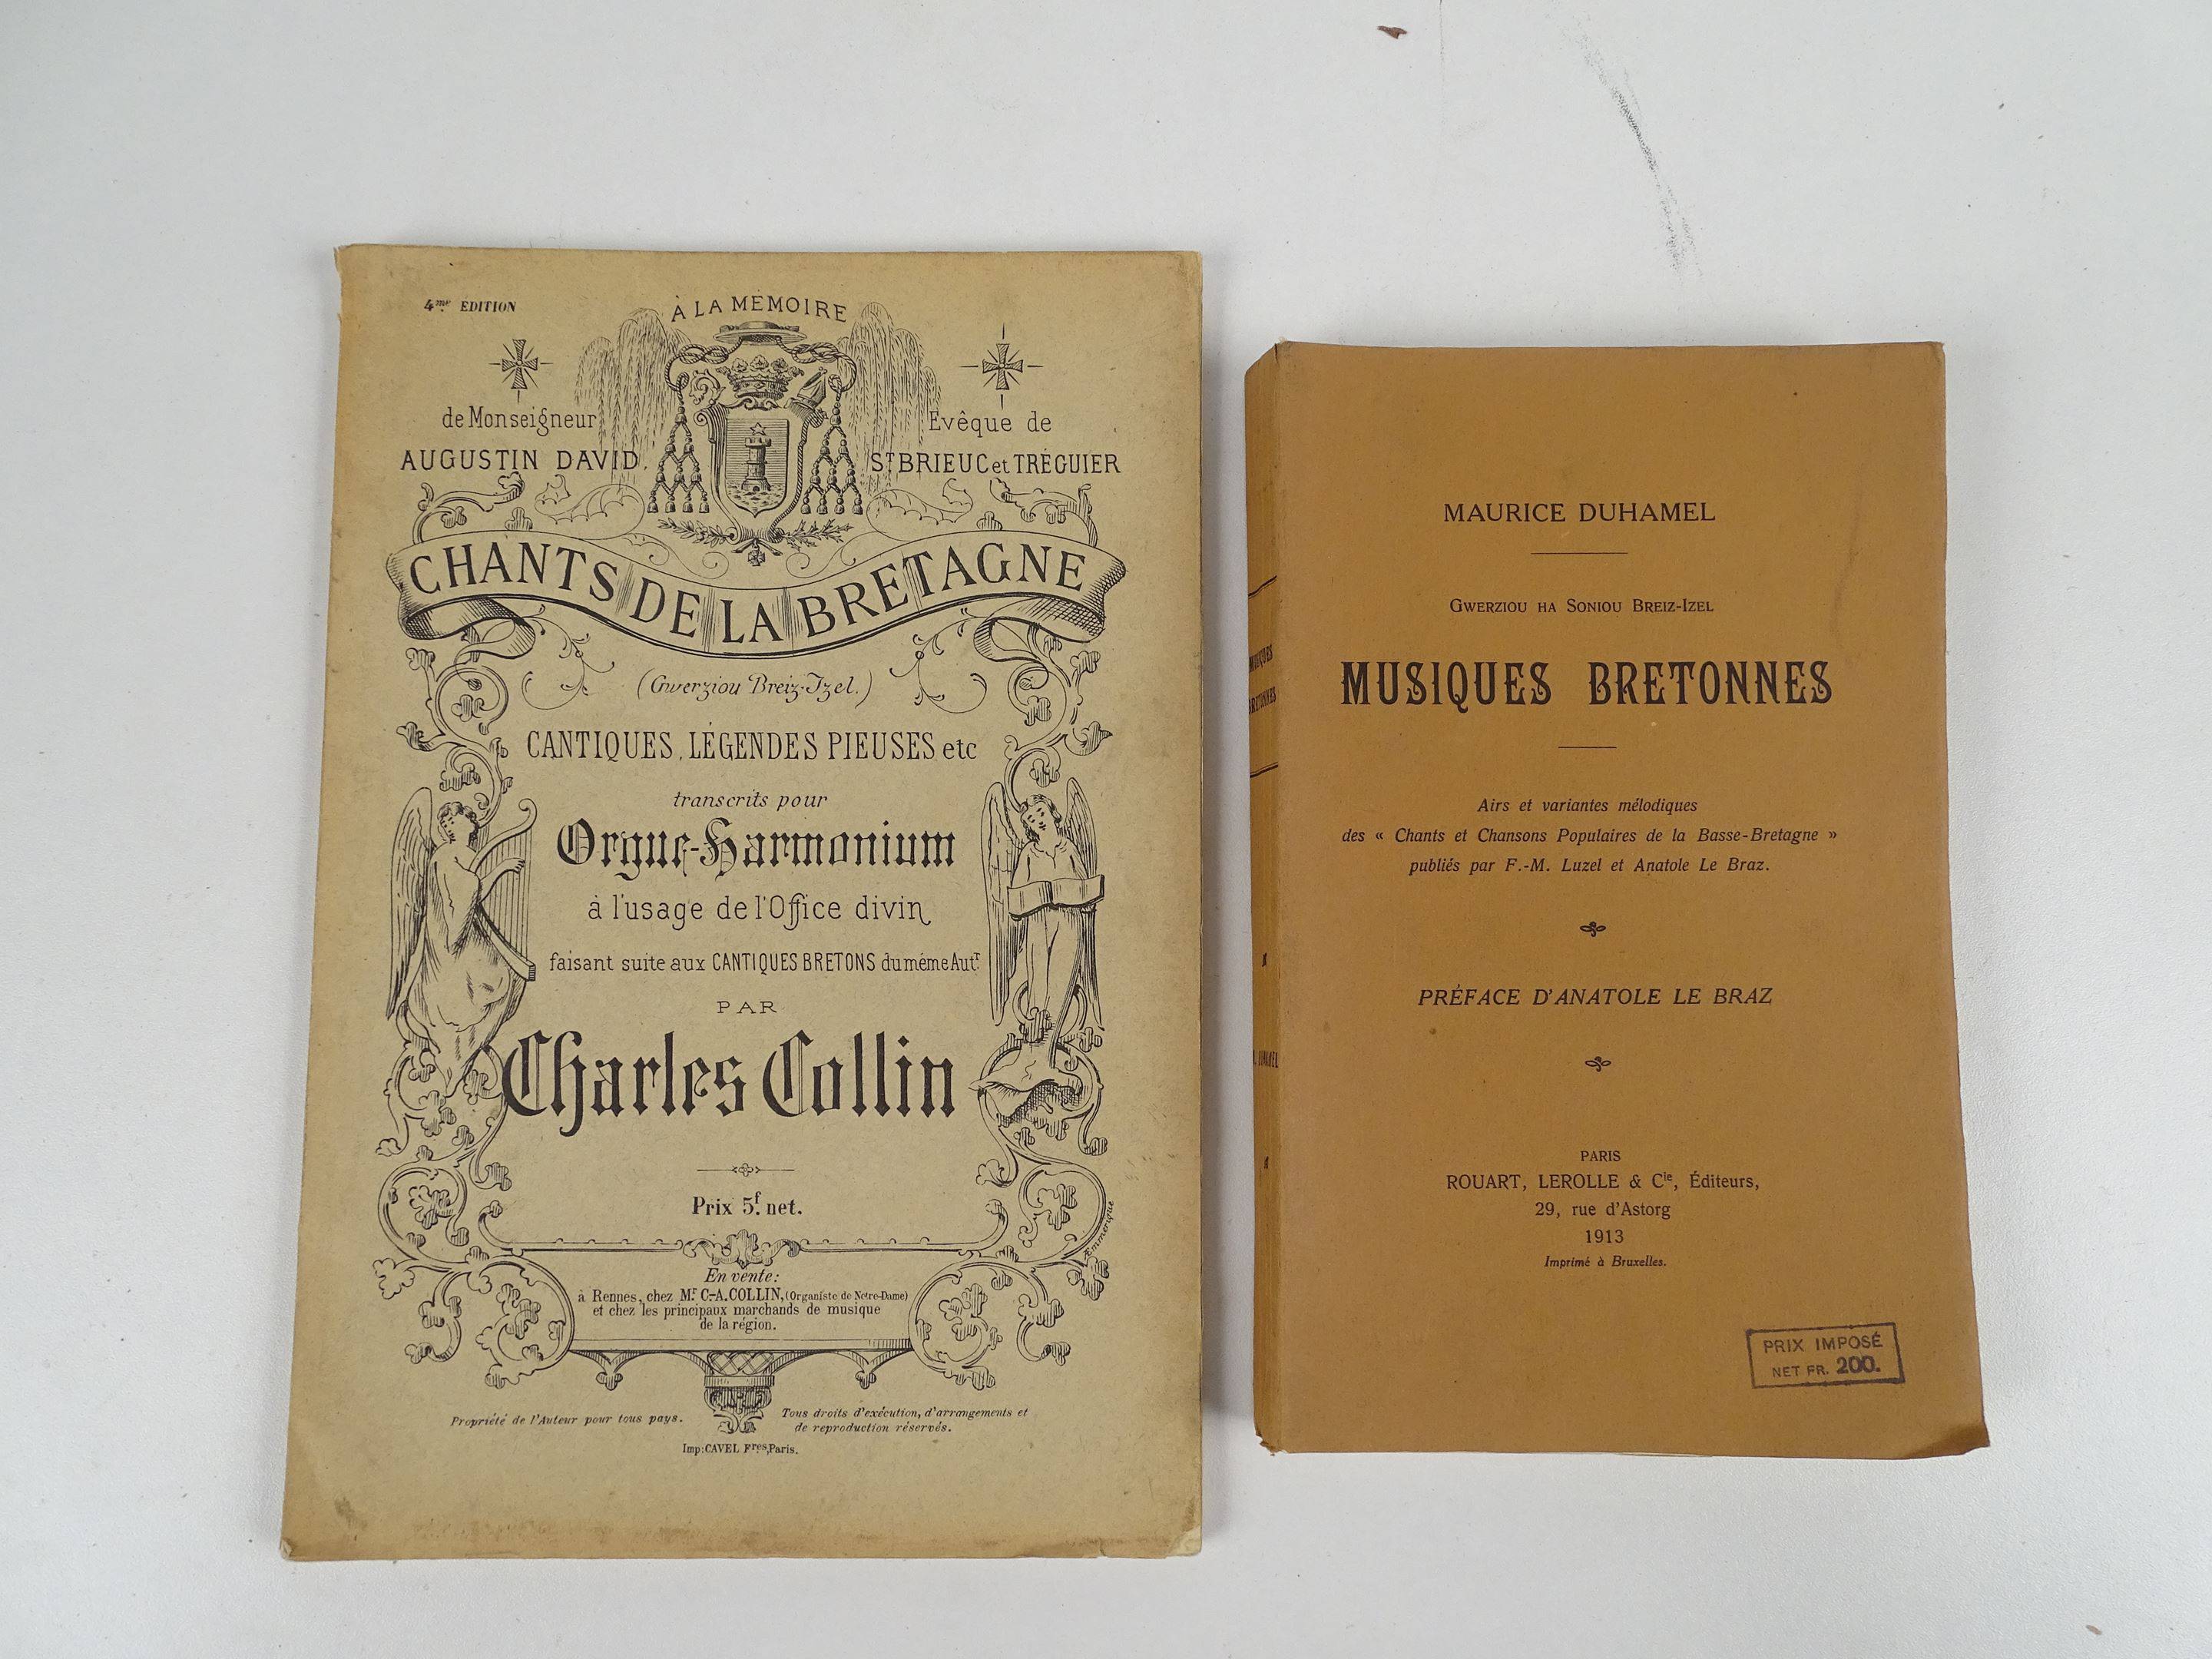 4me EDITION
À LA MÉMOIRE
de Monseigneur
Evêque de
AUGUSTIN DAVID,
ST BRIEUC et TRÉGUIER
CHANTS DE LA BRETAGNE
(Gwerziou Breiz-Izel.)
CANTIQUES, LÉGENDES PIEUSES etc
transcrits pour
Orgue-Harmonium
à l'usage de l'Office divin
faisant suite aux CANTIQUES BRETONS du même Autr
PAR
Charles Collin
Prix 5f. net.
En vente:
à Rennes, chez Mr C.-A. COLLIN, (Organiste de Notre-Dame)
et chez les principaux marchands de musique
de la région.
Propriété de l'Auteur pour tous pays.
Tous droits d'exécution, d'arrangements et
de reproduction réservés.
Imp: CAVEL Fres, Paris.
MAURICE DUHAMEL
GWERZIOU HA SONIOU BREIZ-IZEL
MUSIQUES BRETONNES
Airs et variantes mélodiques
des « Chants et Chansons Populaires de la Basse-Bretagne »
publiés par F.-M. Luzel et Anatole Le Braz.
PRÉFACE D'ANATOLE LE BRAZ
PARIS
ROUART, LEROLLE & Cie, Éditeurs,
29, rue d'Astorg
1913
Imprimé à Bruxelles.
PRIX IMPOSÉ
NET FR. 200.